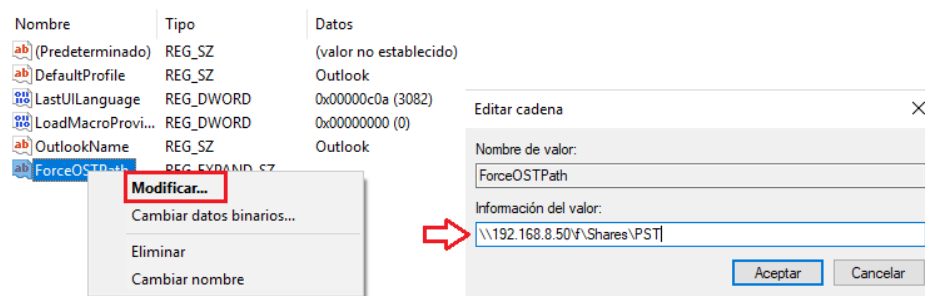 Nombre Tipo Datos
(Predeterminado) REG_SZ (valor no establecido)
DefaultProfile REG_SZ Outlook
LastUILanguage REG_DWORD 0x00000c0a (3082)
LoadMacroProvi... REG_DWORD 0x00000000 (0)
OutlookName REG_SZ Outlook
ForceOSTPath REG_EXPAND_SZ
Modificar...
Cambiar datos binarios...
Eliminar
Cambiar nombre
Editar cadena
Nombre de valor:
ForceOSTPath
Información del valor:
\\192.168.8.50\f\Shares\PST
Aceptar Cancelar